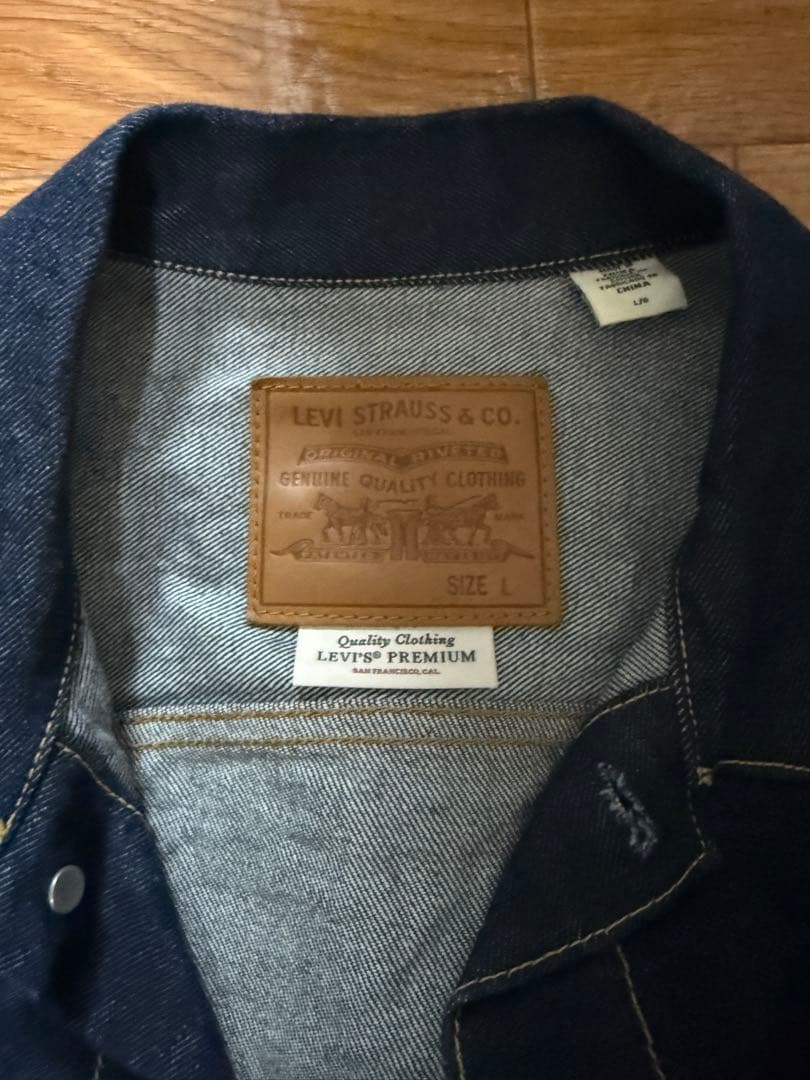 CHINA
L/G
LEVI STRAUSS & CO.
ORIGINAL RIVETED
GENUINE QUALITY CLOTHING
TRADE MARK
SIZE L
Quality Clothing
LEVI'S® PREMIUM
SAN FRANCISCO, CAL.